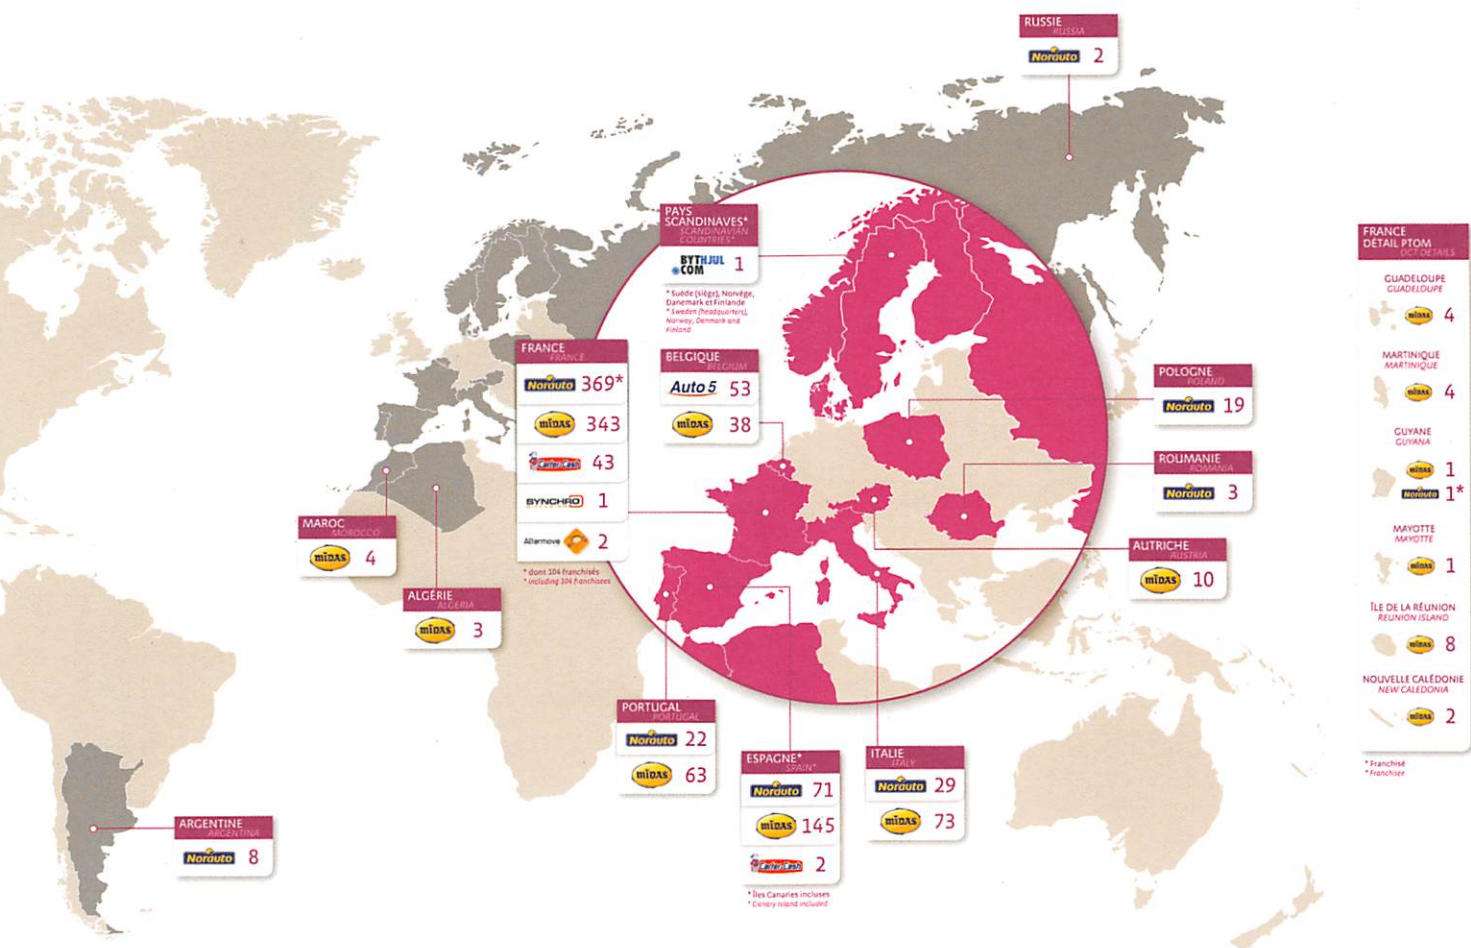 RUSSIE
RUSSIA
Norauto 2
PAYS
SCANDINAVES*
SCANDINAVIAN
COUNTRIES*
BYTHJUL
.COM 1
* Suède (siège), Norvège,
Danemark et Finlande
* Sweden (headquarters),
Norway, Denmark and
Finland
FRANCE
FRANCE
Norauto 369*
MIDAS 343
Carter-Cash 43
SYNCHRO
DIFFUSION 1
Altermove 2
* dont 104 franchisés
* including 104 franchisees
BELGIQUE
BELGIUM
Auto 5 53
MIDAS 38
POLOGNE
POLAND
Norauto 19
ROUMANIE
ROMANIA
Norauto 3
AUTRICHE
AUSTRIA
MIDAS 10
MAROC
MOROCCO
MIDAS 4
ALGÉRIE
ALGERIA
MIDAS 3
PORTUGAL
PORTUGAL
Norauto 22
MIDAS 63
ESPAGNE*
SPAIN*
Norauto 71
MIDAS 145
Carter-Cash 2
* Îles Canaries incluses
* Canary Island included
ITALIE
ITALY
Norauto 29
MIDAS 73
ARGENTINE
ARGENTINA
Norauto 8
FRANCE
DÉTAIL PTOM
OCT DETAILS
GUADELOUPE
GUADELOUPE
MIDAS 4
MARTINIQUE
MARTINIQUE
MIDAS 4
GUYANE
GUYANA
MIDAS 1
Norauto 1*
MAYOTTE
MAYOTTE
MIDAS 1
ÎLE DE LA RÉUNION
REUNION ISLAND
MIDAS 8
NOUVELLE CALÉDONIE
NEW CALEDONIA
MIDAS 2
* Franchisé
* Franchisee